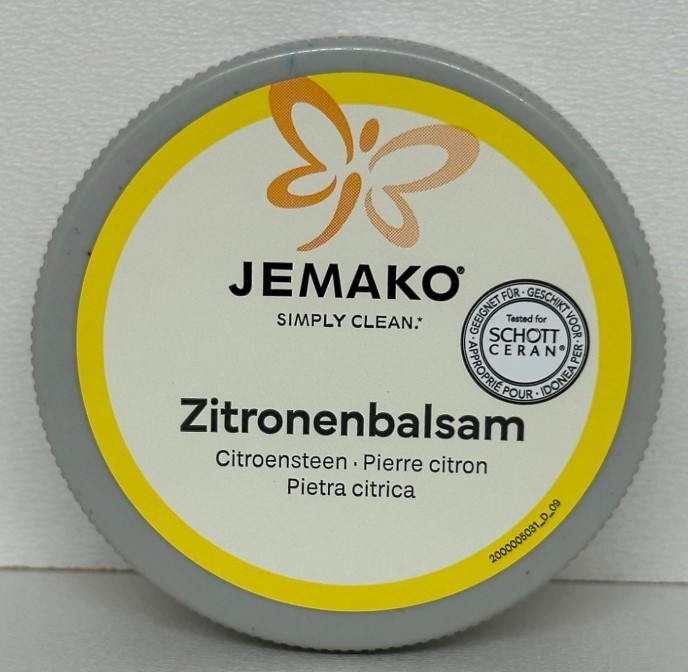 JEMAKO®
SIMPLY CLEAN.*
GEEIGNET FÜR · GESCHIKT VOOR · IDONEA PER · APPROPRIÉ POUR ·
Tested for
SCHOTT
CERAN®
Zitronenbalsam
Citroensteen · Pierre citron
Pietra citrica
2000005031_D_09